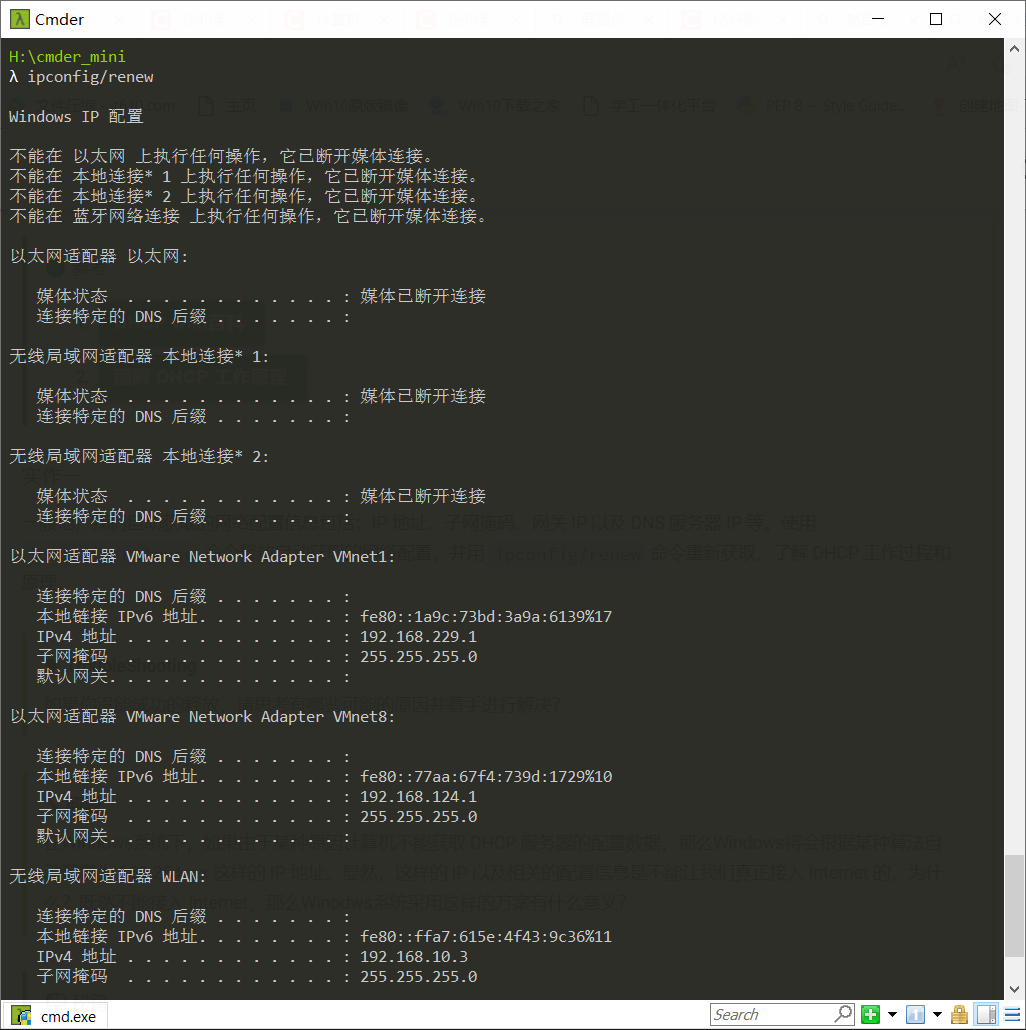 Cmder
H:\cmder_mini
λ ipconfig/renew
Windows IP 配置
不能在 以太网 上执行任何操作，它已断开媒体连接。
不能在 本地连接* 1 上执行任何操作，它已断开媒体连接。
不能在 本地连接* 2 上执行任何操作，它已断开媒体连接。
不能在 蓝牙网络连接 上执行任何操作，它已断开媒体连接。
以太网适配器 以太网:
媒体状态  . . . . . . . . . . . . : 媒体已断开连接
连接特定的 DNS 后缀 . . . . . . . :
无线局域网适配器 本地连接* 1:
媒体状态  . . . . . . . . . . . . : 媒体已断开连接
连接特定的 DNS 后缀 . . . . . . . :
无线局域网适配器 本地连接* 2:
媒体状态  . . . . . . . . . . . . : 媒体已断开连接
连接特定的 DNS 后缀 . . . . . . . :
以太网适配器 VMware Network Adapter VMnet1:
连接特定的 DNS 后缀 . . . . . . . :
本地链接 IPv6 地址. . . . . . . . : fe80::1a9c:73bd:3a9a:6139%17
IPv4 地址 . . . . . . . . . . . . : 192.168.229.1
子网掩码  . . . . . . . . . . . . : 255.255.255.0
默认网关. . . . . . . . . . . . . :
以太网适配器 VMware Network Adapter VMnet8:
连接特定的 DNS 后缀 . . . . . . . :
本地链接 IPv6 地址. . . . . . . . : fe80::77aa:67f4:739d:1729%10
IPv4 地址 . . . . . . . . . . . . : 192.168.124.1
子网掩码  . . . . . . . . . . . . : 255.255.255.0
默认网关. . . . . . . . . . . . . :
无线局域网适配器 WLAN:
连接特定的 DNS 后缀 . . . . . . . :
本地链接 IPv6 地址. . . . . . . . : fe80::ffa7:615e:4f43:9c36%11
IPv4 地址 . . . . . . . . . . . . : 192.168.10.3
子网掩码  . . . . . . . . . . . . : 255.255.255.0
cmd.exe
Search